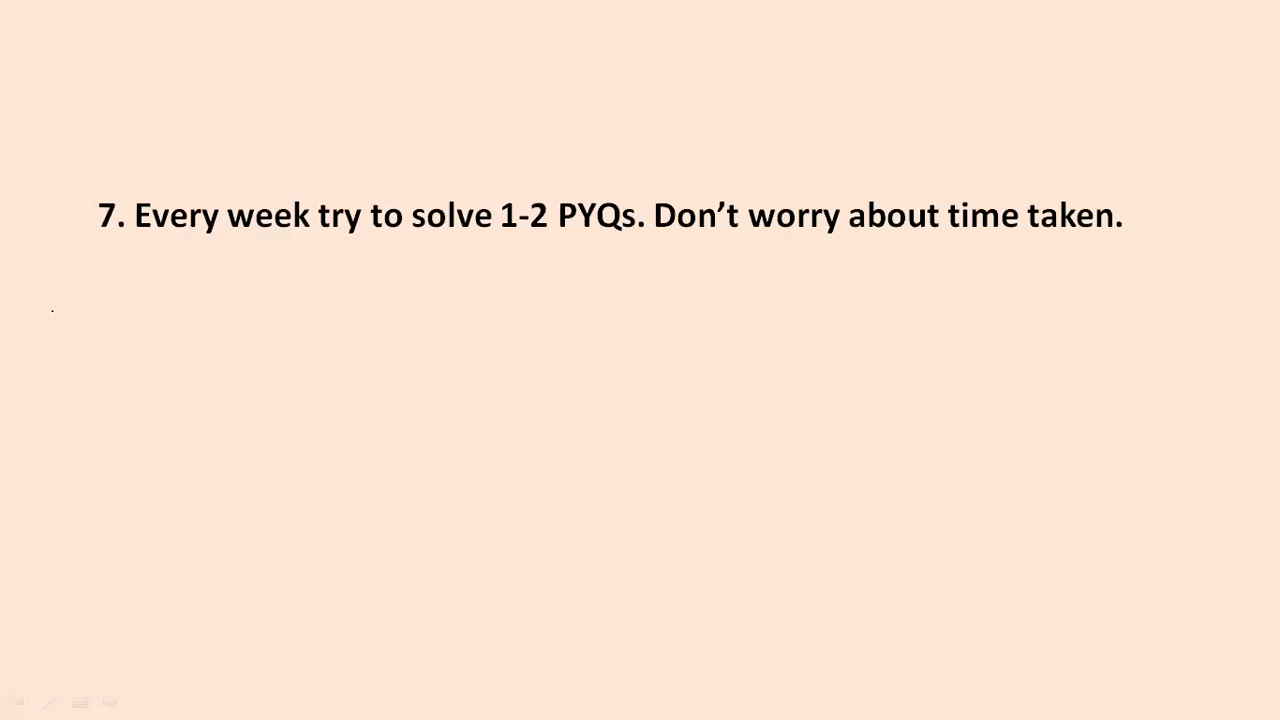 7. Every week try to solve 1-2 PYQs. Don’t worry about time taken.